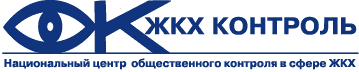 ЖКХ КОНТРОЛЬ
Национальный центр общественного контроля в сфере ЖКХ